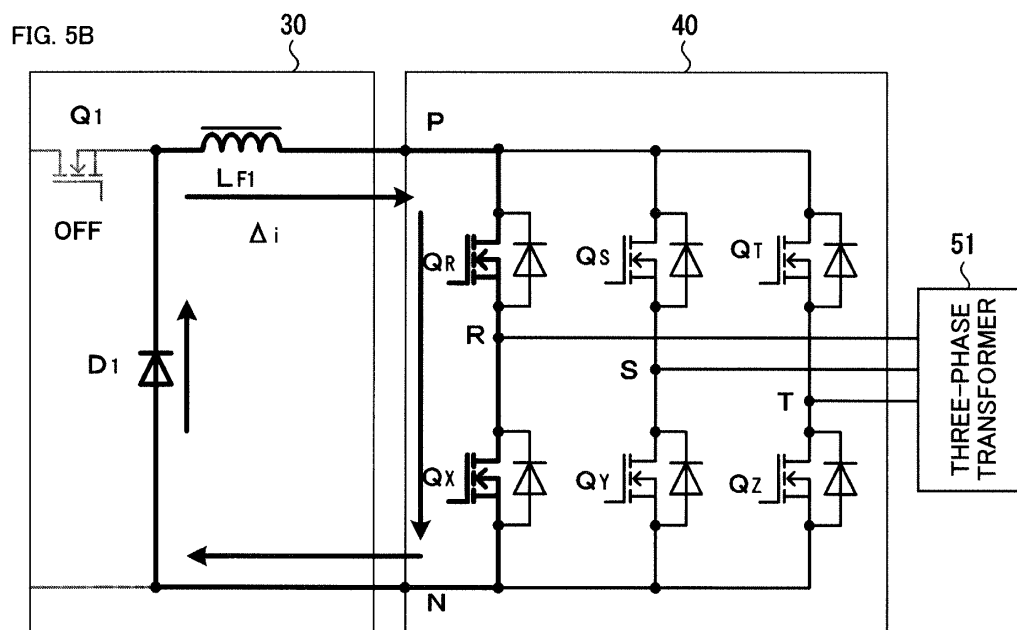 FIG. 5B
30
40
Q1
OFF
LF1
Δi
D1
P
N
QR
QS
QT
R
S
T
QX
QY
QZ
51
THREE-PHASE
TRANSFORMER